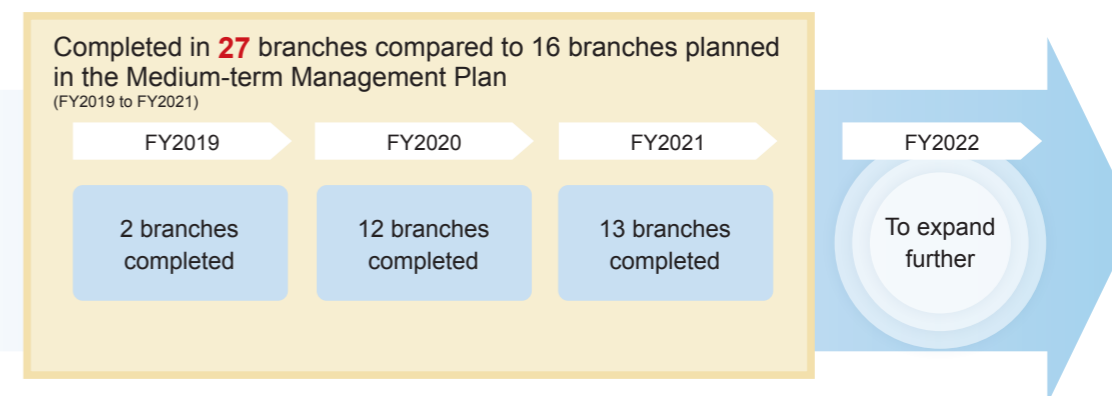 Completed in 27 branches compared to 16 branches planned
in the Medium-term Management Plan
(FY2019 to FY2021)
FY2019
FY2020
FY2021
FY2022
2 branches
completed
12 branches
completed
13 branches
completed
To expand
further